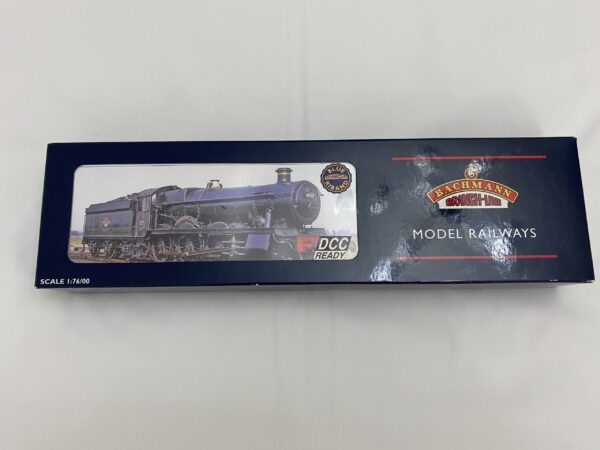 BLUE
RIBAND
DCC
READY
BACHMANN
BRANCH-LINE
MODEL RAILWAYS
SCALE 1:76/00